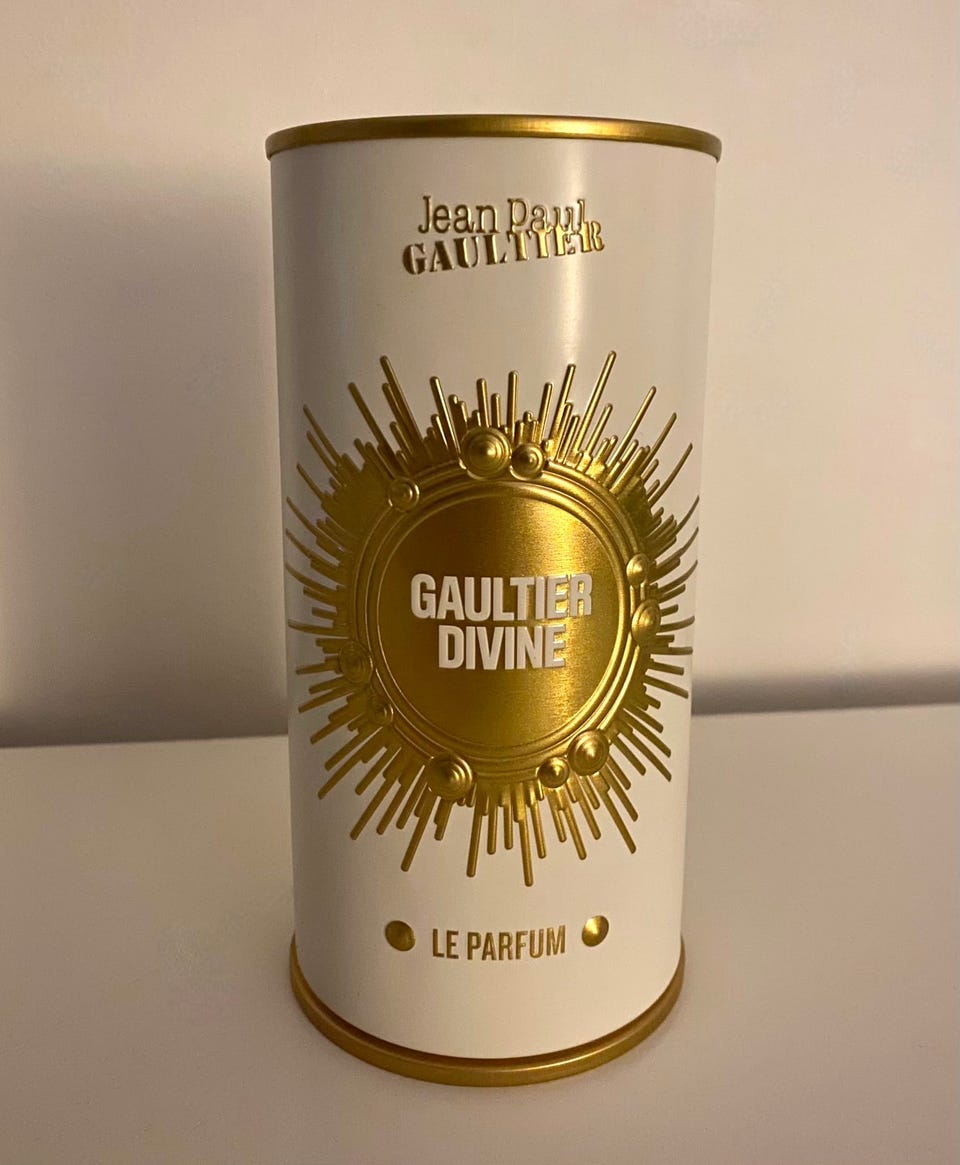 Jean Paul
GAULTIER
GAULTIER
DIVINE
LE PARFUM